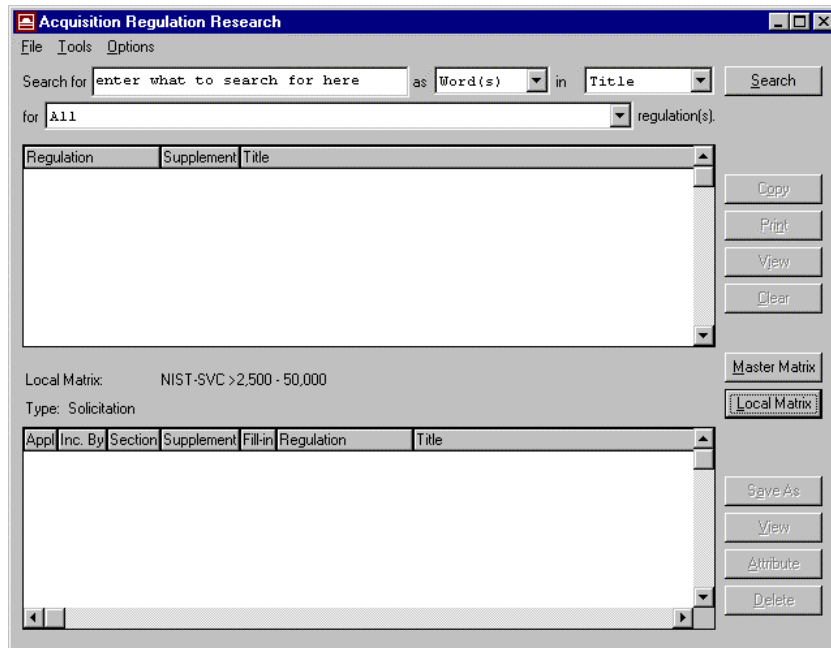 Acquisition Regulation Research
File Tools Options
Search for enter what to search for here as Word(s) in Title Search
for All regulation(s).
Regulation Supplement Title
Copy
Print
View
Clear
Master Matrix
Local Matrix: NIST-SVC >2,500 - 50,000
Local Matrix
Type: Solicitation
Appl Inc. By Section Supplement Fill-in Regulation Title
Save As
View
Attribute
Delete